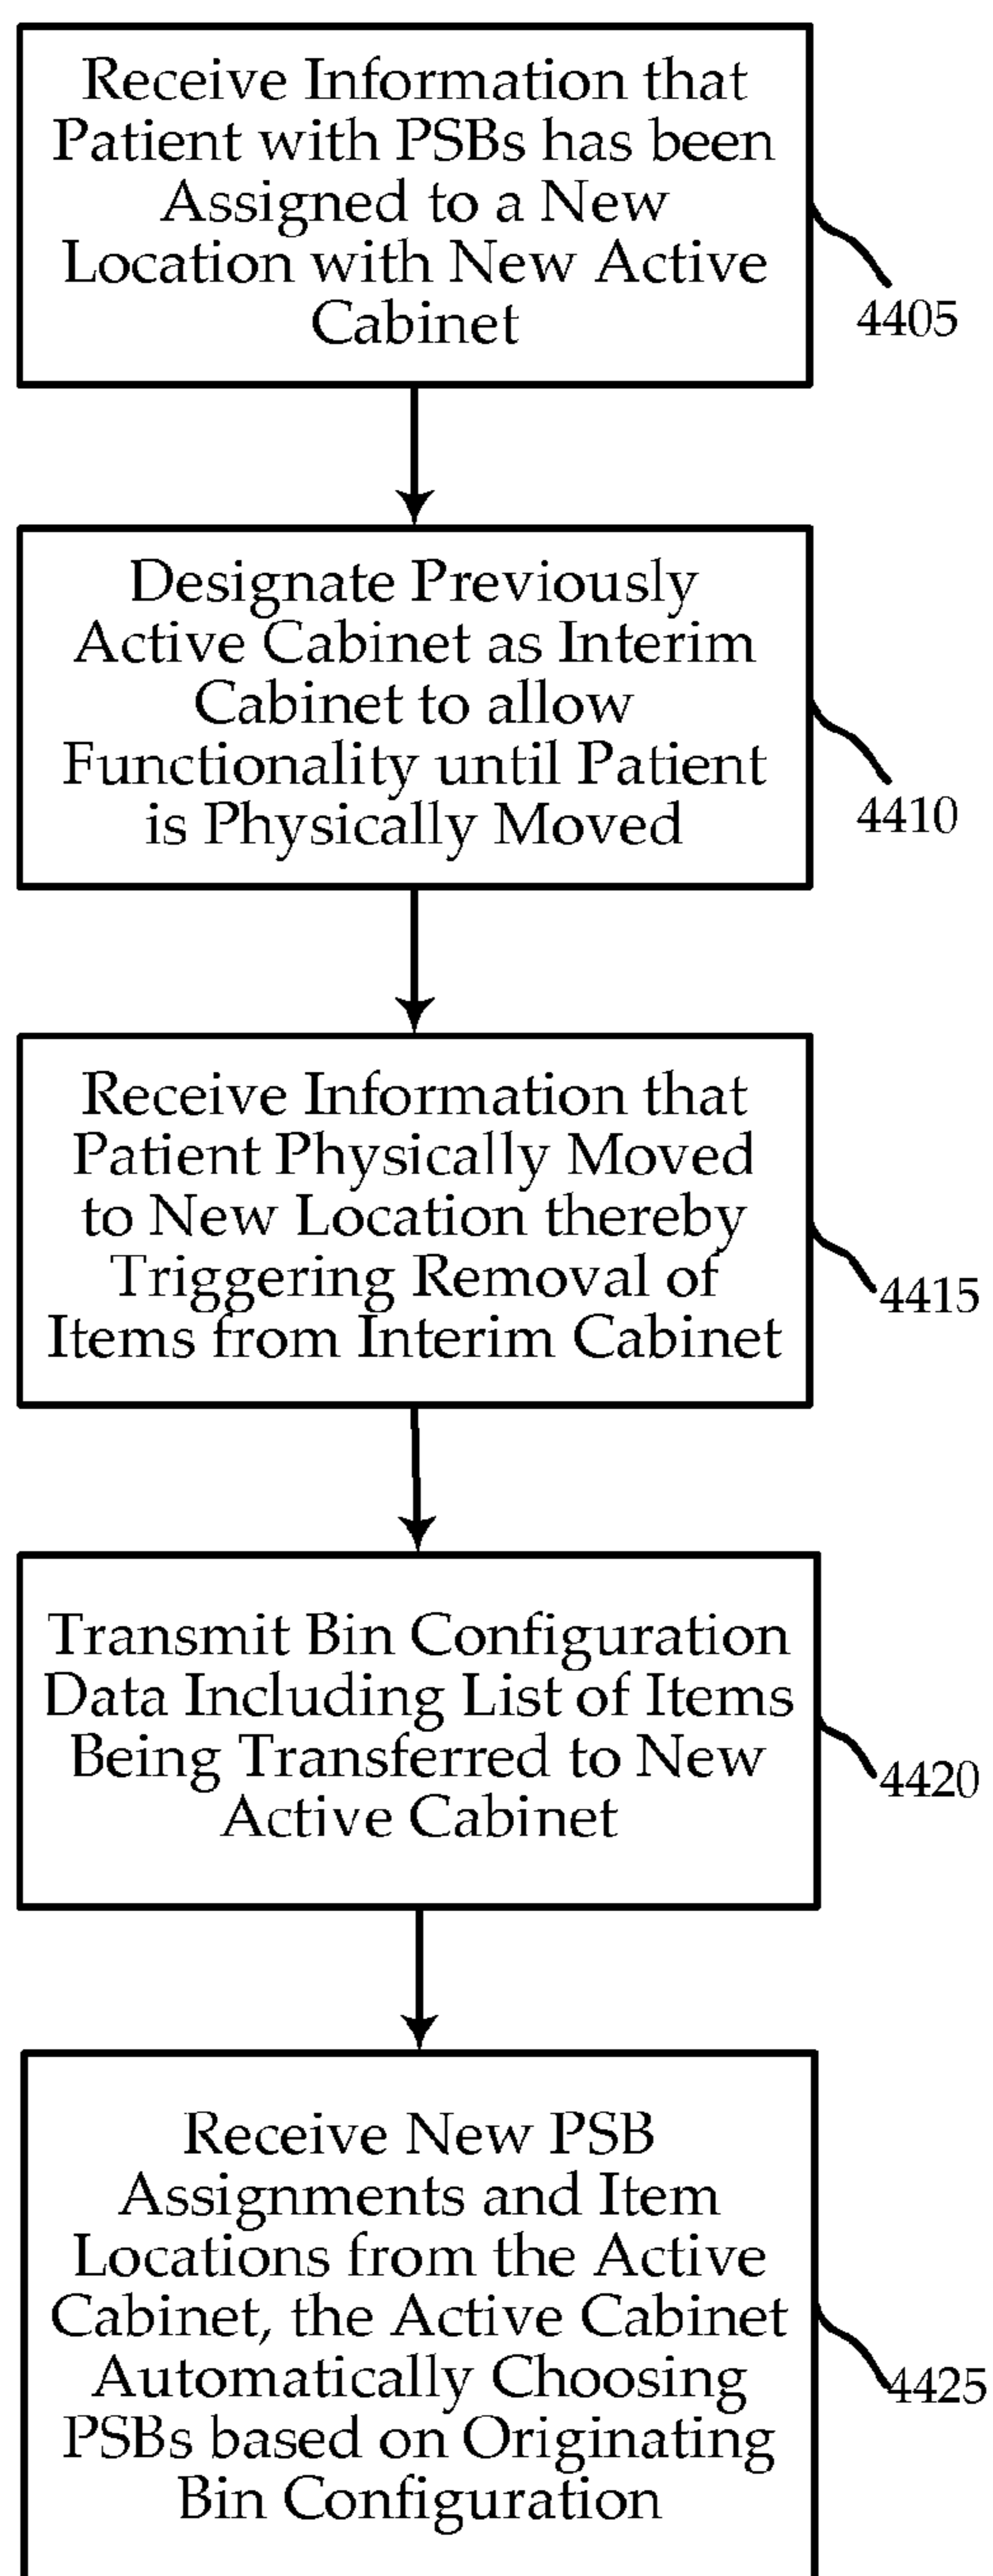 Receive Information that
Patient with PSBs has been
Assigned to a New
Location with New Active
Cabinet
4405
Designate Previously
Active Cabinet as Interim
Cabinet to allow
Functionality until Patient
is Physically Moved
4410
Receive Information that
Patient Physically Moved
to New Location thereby
Triggering Removal of
Items from Interim Cabinet
4415
Transmit Bin Configuration
Data Including List of Items
Being Transferred to New
Active Cabinet
4420
Receive New PSB
Assignments and Item
Locations from the Active
Cabinet, the Active Cabinet
Automatically Choosing
PSBs based on Originating
Bin Configuration
4425